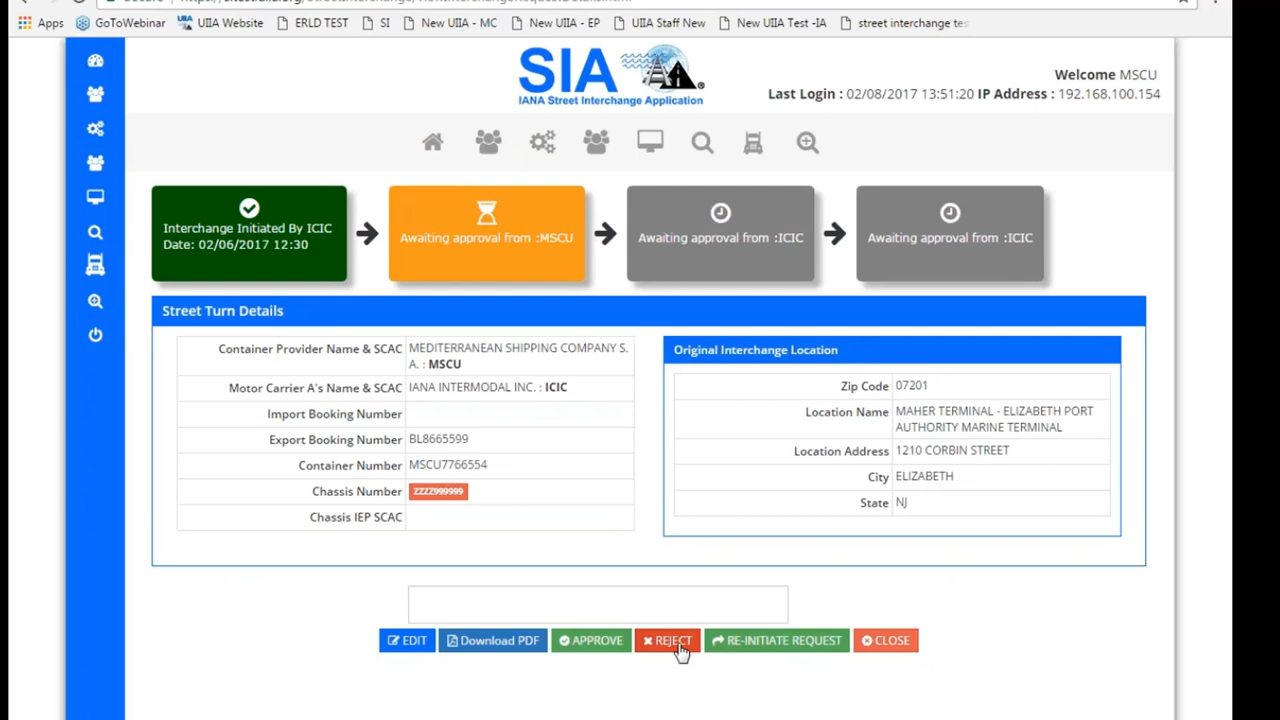 Apps GoToWebinar UIIA Website ERLD TEST SI New UIIA - MC New UIIA - EP UIIA Staff New New UIIA Test -IA street interchange tes
SIA
IANA Street Interchange Application
Welcome MSCU
Last Login : 02/08/2017 13:51:20 IP Address : 192.168.100.154
Interchange Initiated By ICIC
Date: 02/06/2017 12:30
Awaiting approval from :MSCU
Awaiting approval from :ICIC
Awaiting approval from :ICIC
Street Turn Details
Container Provider Name & SCAC MEDITERRANEAN SHIPPING COMPANY S.
A. : MSCU
Motor Carrier A's Name & SCAC IANA INTERMODAL INC. : ICIC
Import Booking Number
Export Booking Number BL8665599
Container Number MSCU7766554
Chassis Number ZZZZ999999
Chassis IEP SCAC
Original Interchange Location
Zip Code 07201
Location Name MAHER TERMINAL - ELIZABETH PORT
AUTHORITY MARINE TERMINAL
Location Address 1210 CORBIN STREET
City ELIZABETH
State NJ
EDIT Download PDF APPROVE REJECT RE-INITIATE REQUEST CLOSE